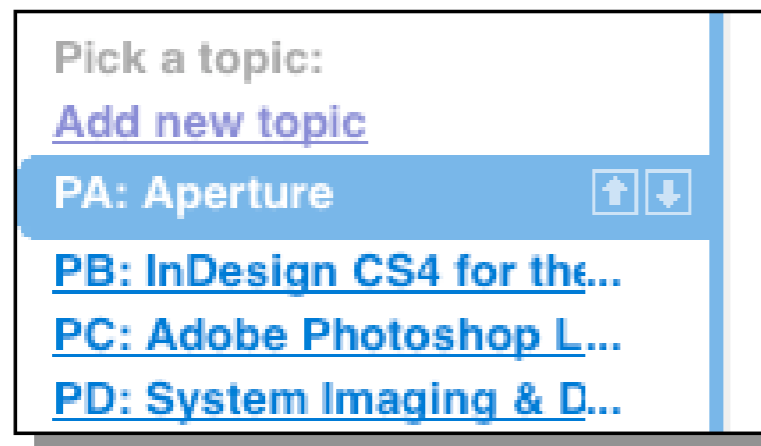 Pick a topic:
Add new topic
PA: Aperture
PB: InDesign CS4 for the...
PC: Adobe Photoshop L...
PD: System Imaging & D...